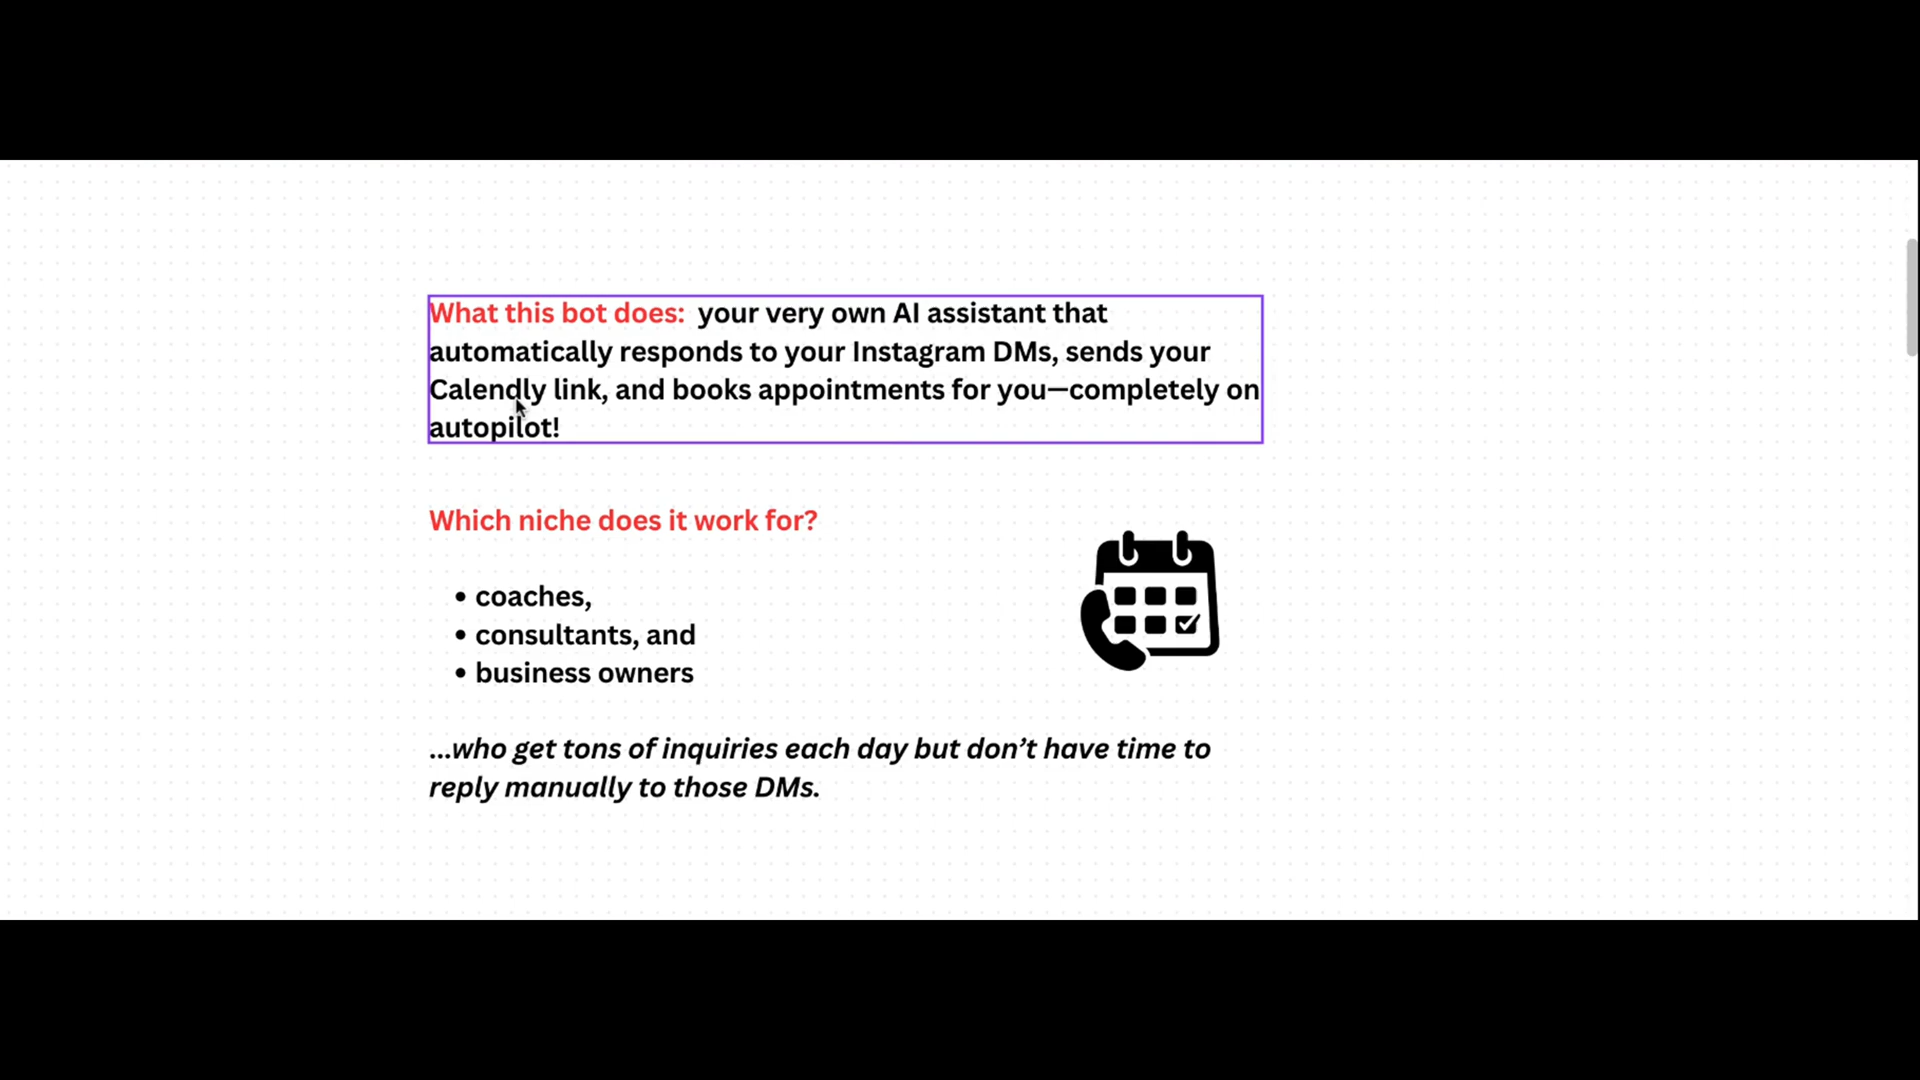 What this bot does: your very own AI assistant that
automatically responds to your Instagram DMs, sends your
Calendly link, and books appointments for you—completely on
autopilot!
Which niche does it work for?
• coaches,
• consultants, and
• business owners
...who get tons of inquiries each day but don’t have time to
reply manually to those DMs.